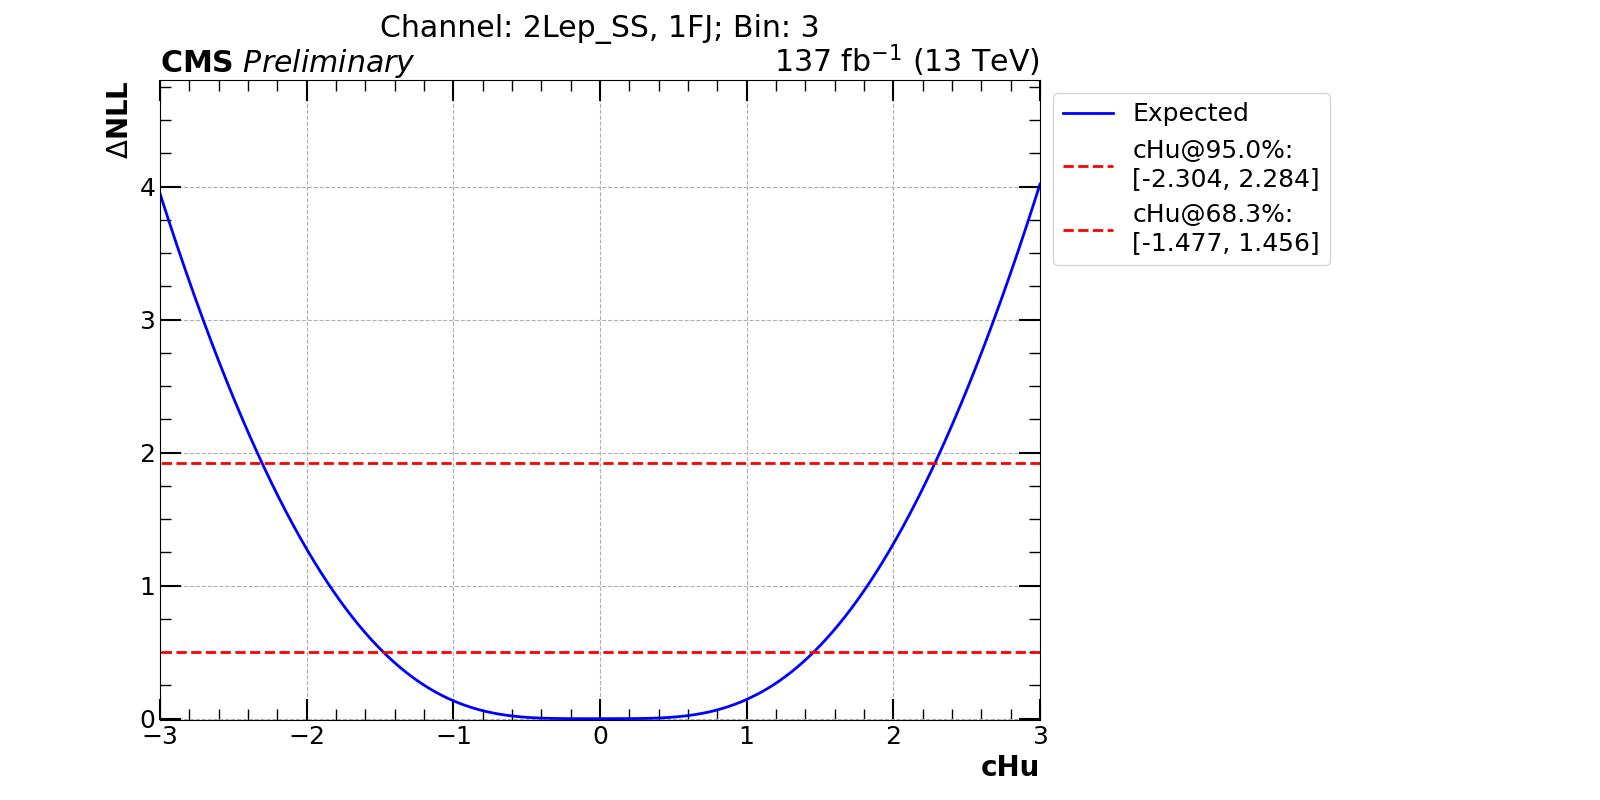 Channel: 2Lep_SS, 1FJ; Bin: 3
CMS Preliminary
137 fb⁻¹ (13 TeV)
ΔNLL
4
3
2
1
0
−3
−2
−1
0
1
2
3
cHu
Expected
cHu@95.0%:
[-2.304, 2.284]
cHu@68.3%:
[-1.477, 1.456]